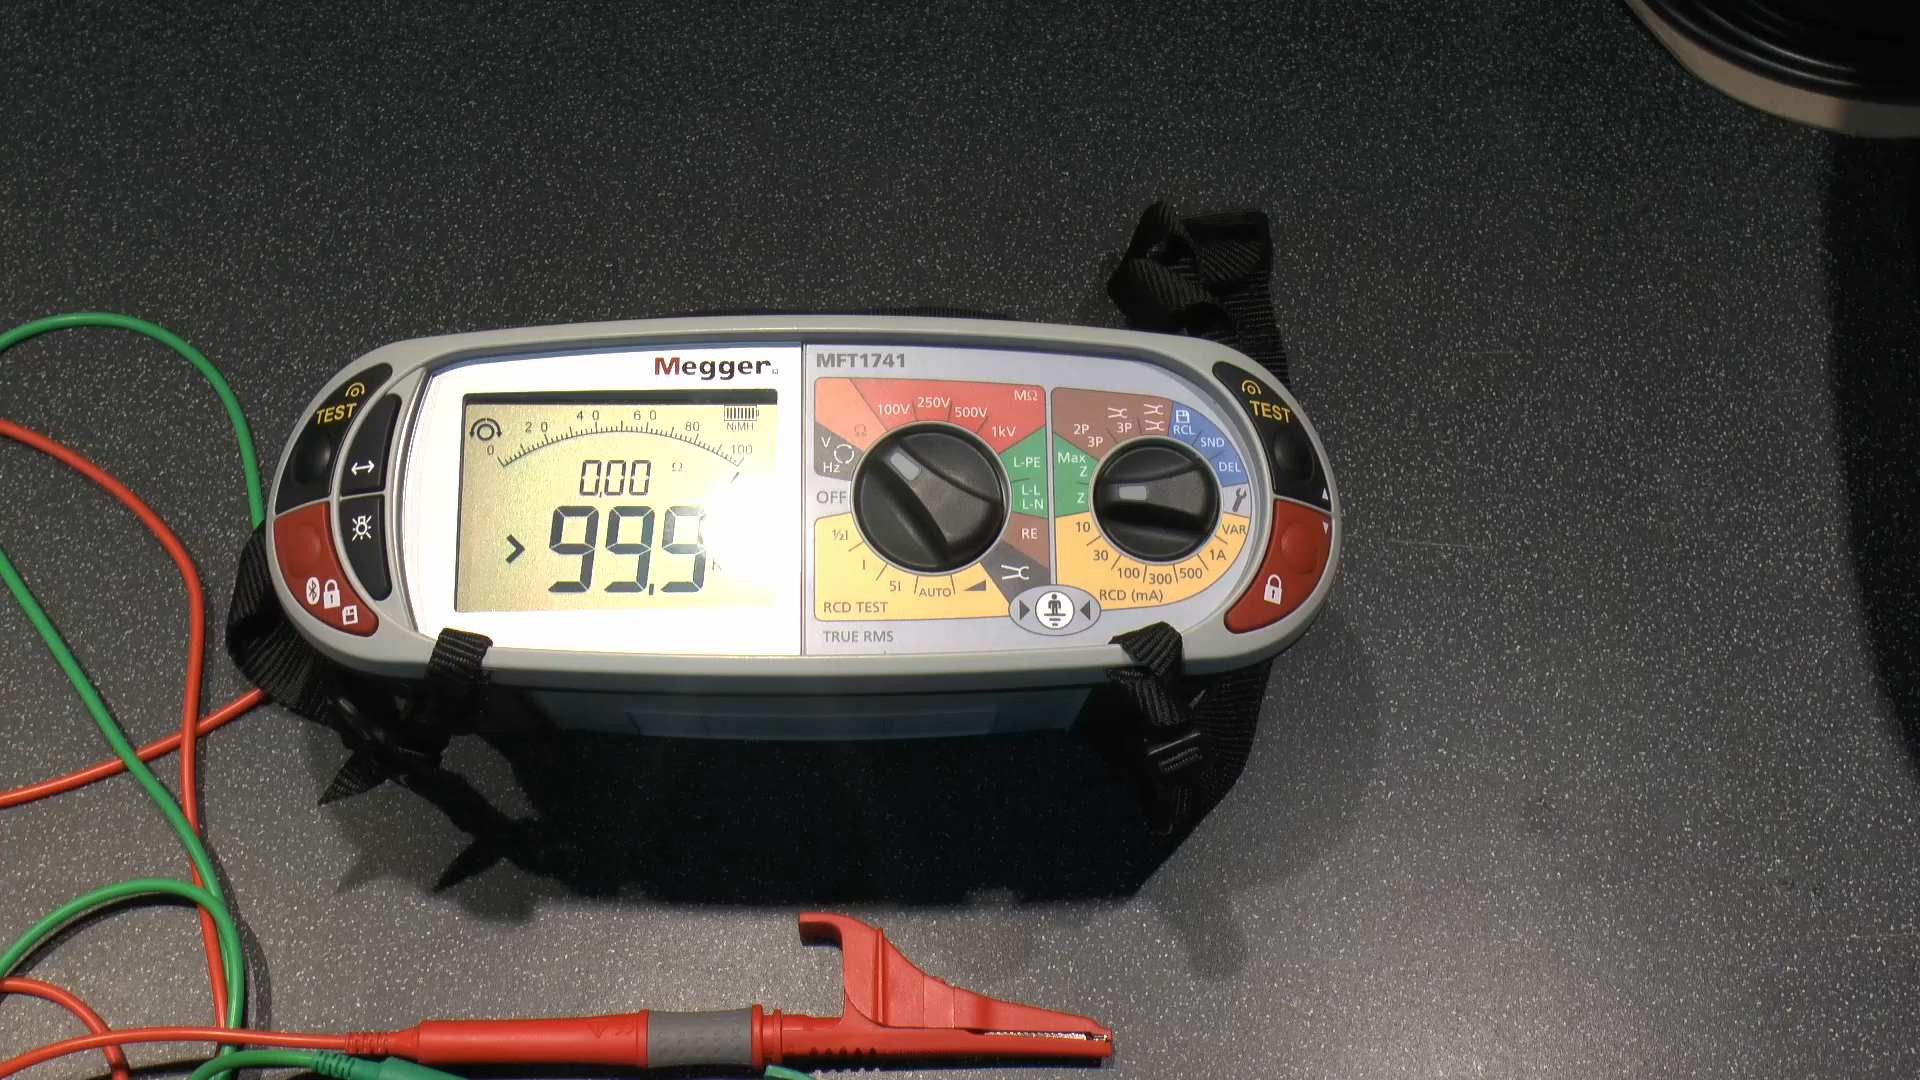 Megger
MFT1741
TEST
TEST
0 20 40 60 80 100
NiMH
0.00 Ω
> 99.9 K
V
Hz
Ω
100V 250V 500V 1kV MΩ
OFF
L-PE
L-L
L-N
RE
½I
I
5I
AUTO
RCD TEST
TRUE RMS
2P
3P
3P
RCL
SND
DEL
Max
Z
Z
VAR
10
30
100
300
500
1A
RCD (mA)